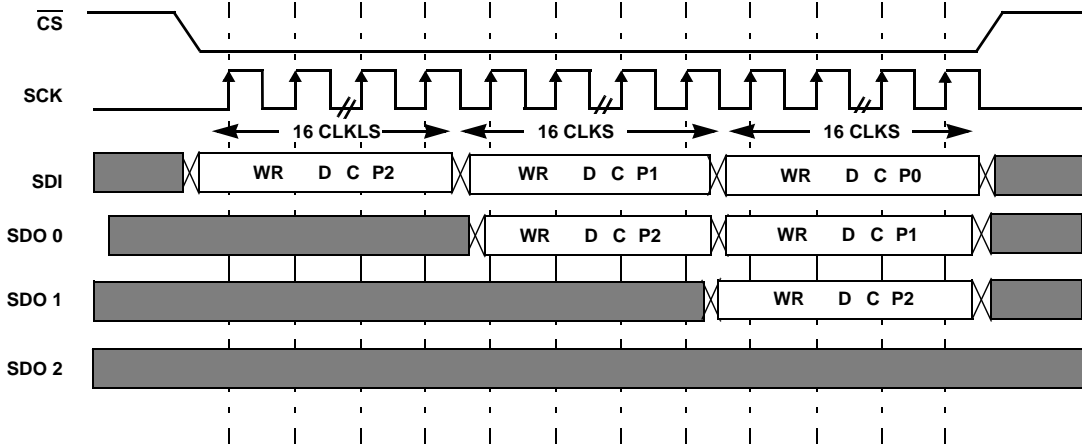 CS
SCK
16 CLKLS 16 CLKS 16 CLKS
SDI WR D C P2 WR D C P1 WR D C P0
SDO 0 WR D C P2 WR D C P1
SDO 1 WR D C P2
SDO 2